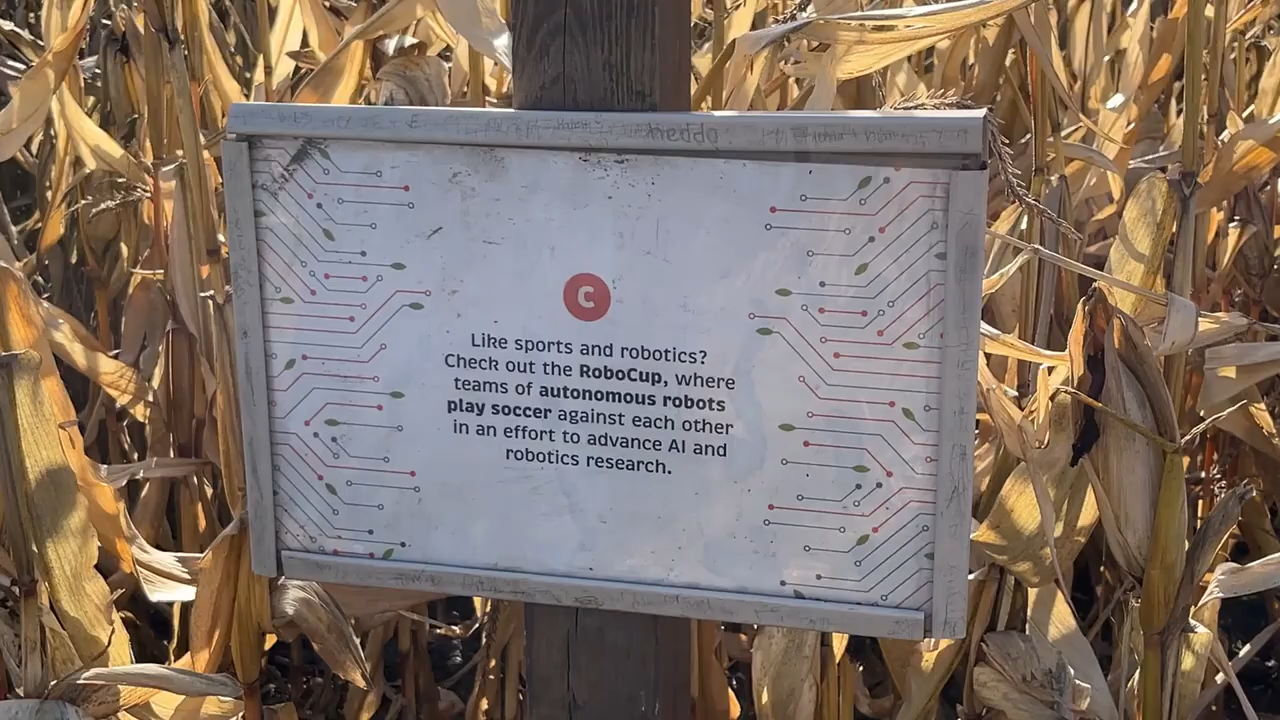 C
Like sports and robotics?
Check out the RoboCup, where
teams of autonomous robots
play soccer against each other
in an effort to advance AI and
robotics research.